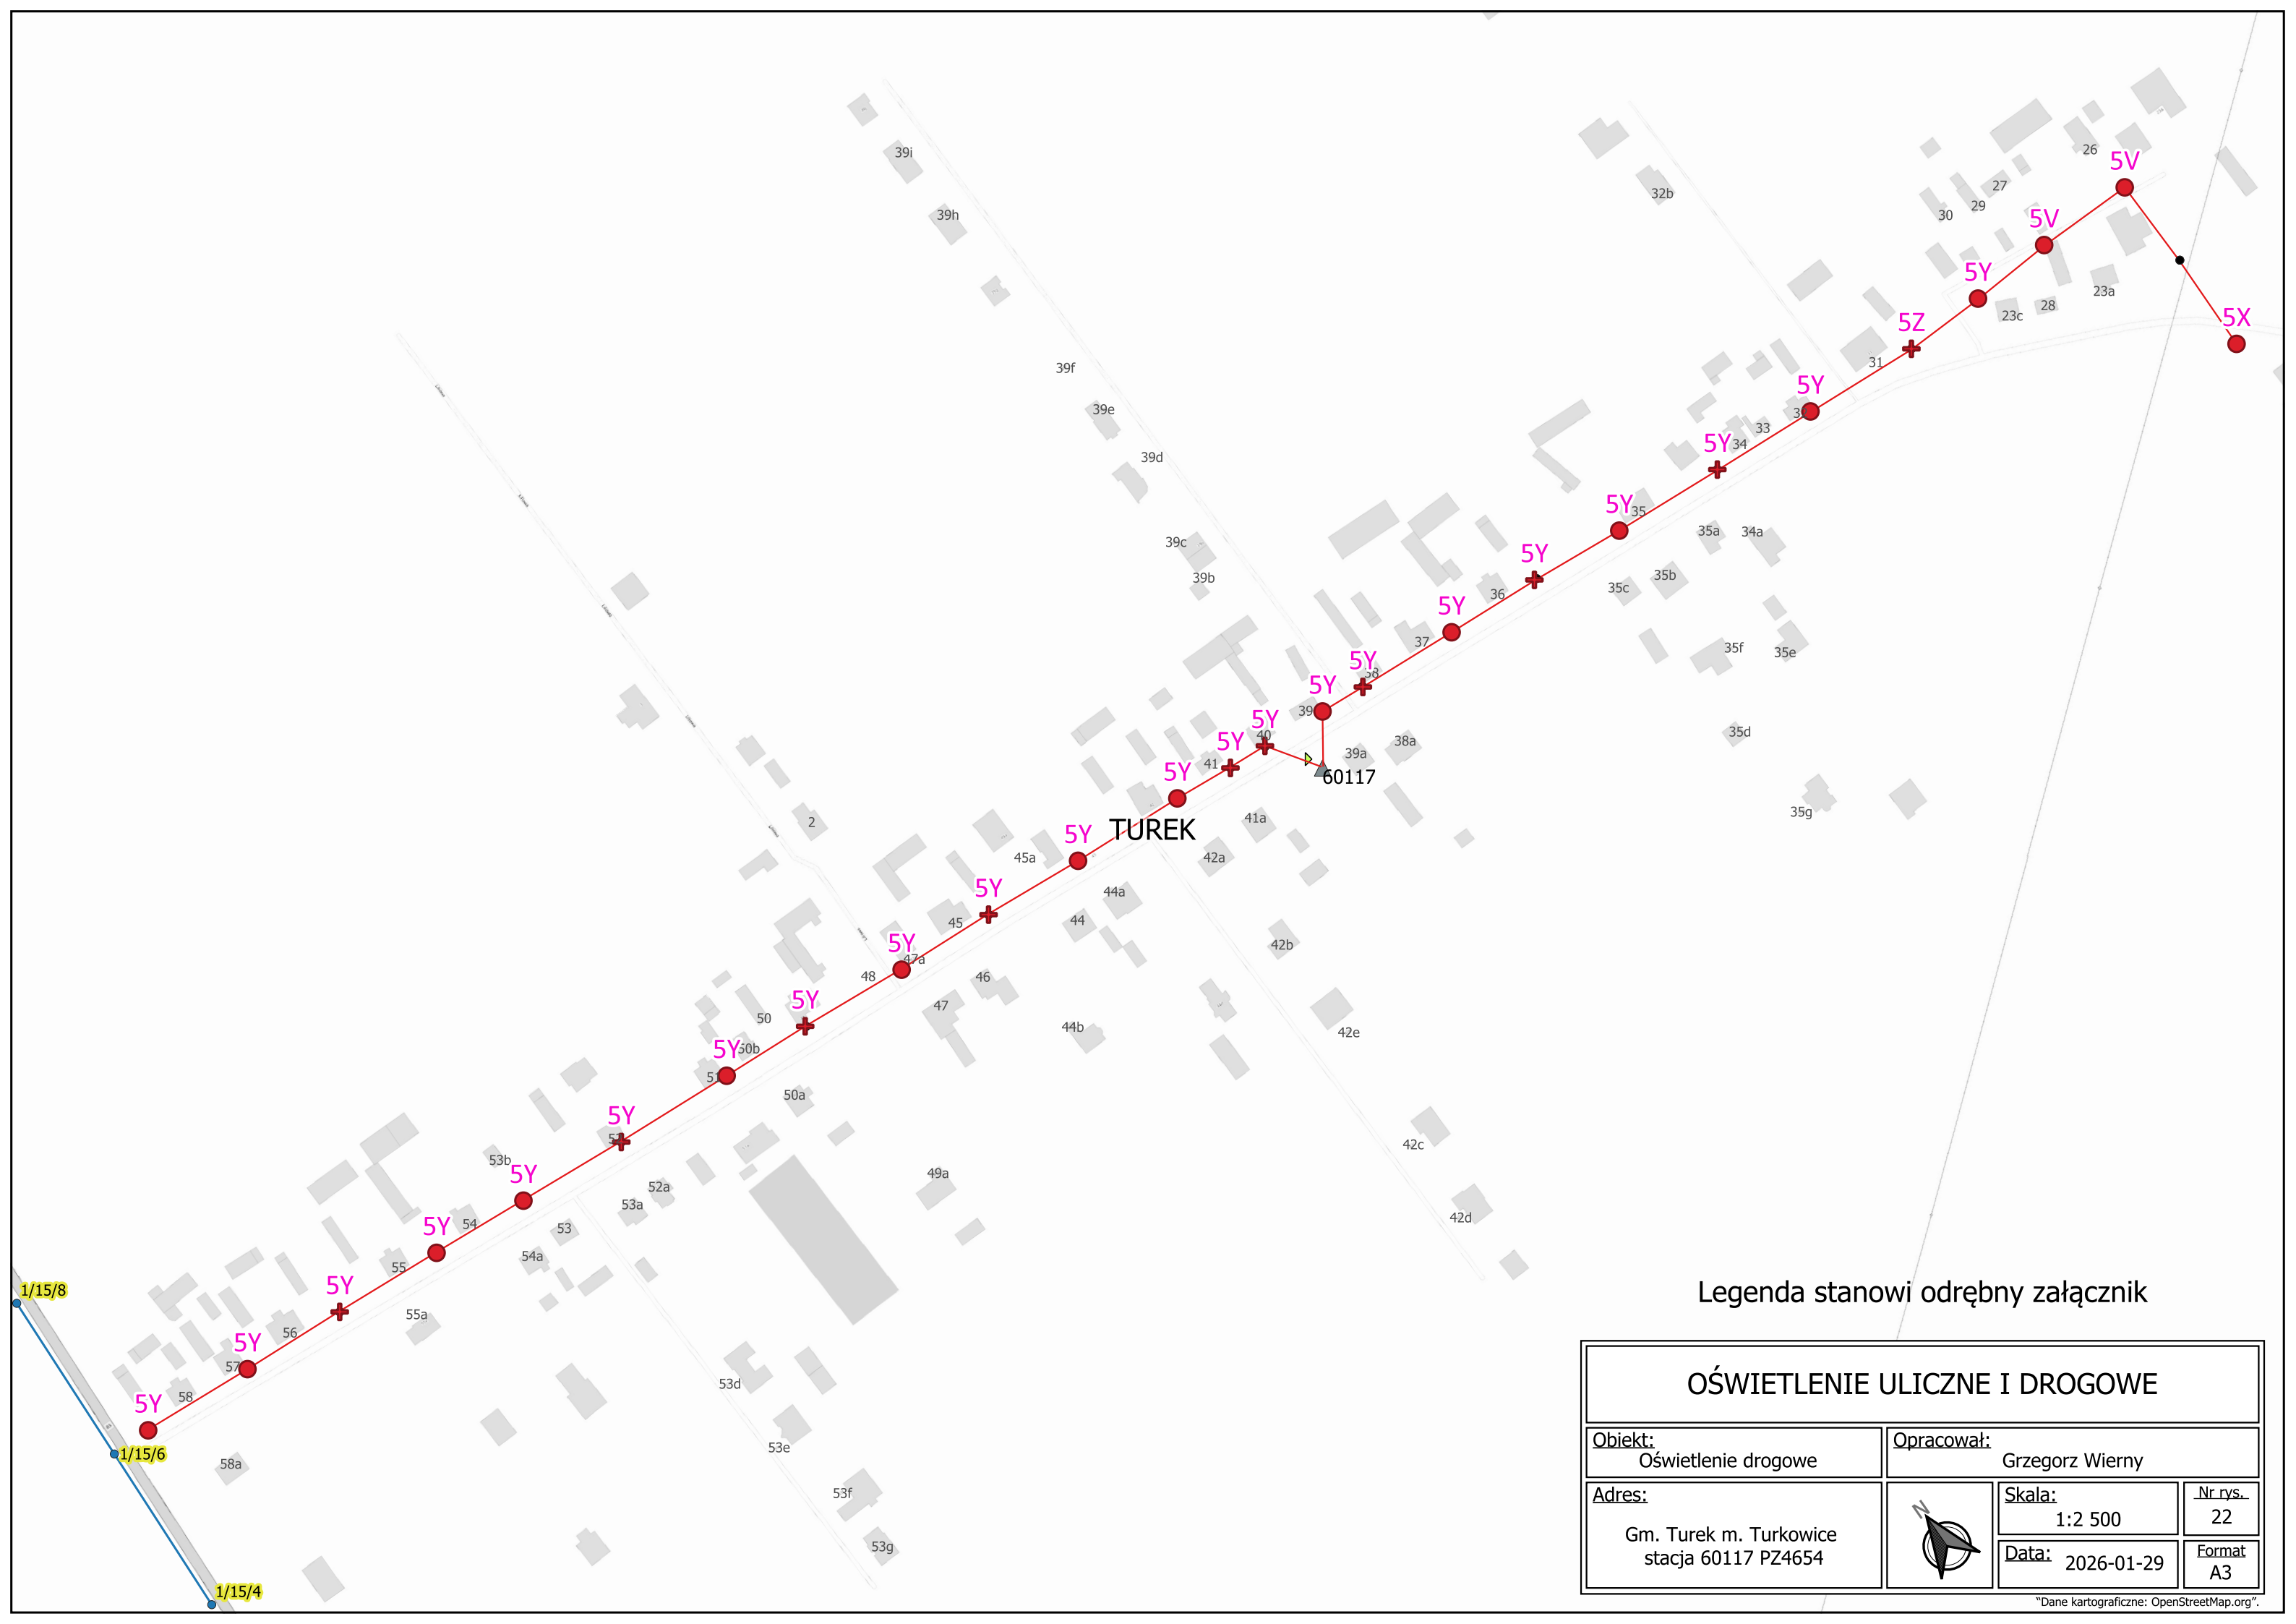 26
5V
39i
27
32b
29
30
39h
5V
5Y
23a
28
23c
5X
5Z
31
39f
5Y
39e
33
5Y
34
39d
5Y
35
35a
34a
39c
5Y
39b
35b
35c
36
5Y
37
35f
35e
5Y
38
5Y
39
5Y
40
35d
38a
39a
5Y
41
60117
5Y
35g
2
41a
TUREK
5Y
45a
42a
44a
5Y
45
44
42b
5Y
47a
48
46
5Y
47
50
44b
42e
5Y
50b
51
50a
5Y
42c
53b
5Y
49a
52a
53a
42d
5Y
54
53
54a
55
5Y
1/15/8
55a
56
5Y
57
53d
58
5Y
1/15/6
53e
58a
53f
53g
1/15/4
Legenda stanowi odrębny załącznik
OŚWIETLENIE ULICZNE I DROGOWE
Obiekt:
Oświetlenie drogowe
Opracował:
Grzegorz Wierny
Adres:
Gm. Turek m. Turkowice
stacja 60117 PZ4654
N
Skala:
1:2 500
Nr rys.
22
Data: 2026-01-29
Format
A3
"Dane kartograficzne: OpenStreetMap.org".